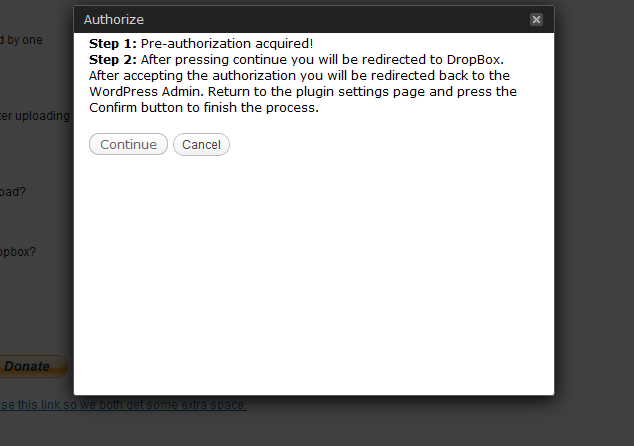 Authorize
Step 1: Pre-authorization acquired!
Step 2: After pressing continue you will be redirected to DropBox.
After accepting the authorization you will be redirected back to the
WordPress Admin. Return to the plugin settings page and press the
Confirm button to finish the process.
Continue Cancel
d by one
ter uploading
oad?
opbox?
Donate
se this link so we both get some extra space.